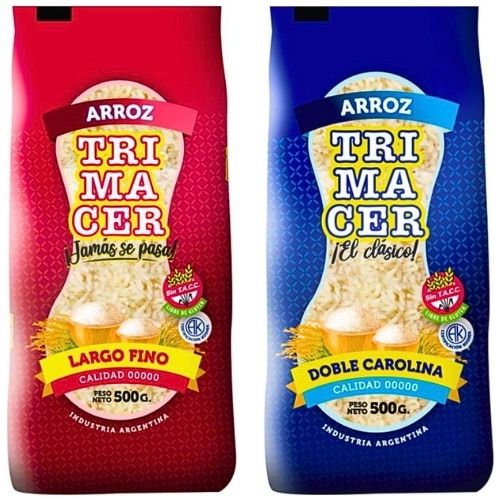 ARROZ
TRI
MA
CER
¡Jamás se pasa!
Sin T.A.C.C.
LIBRE DE GLUTEN
AK
LARGO FINO
CALIDAD 00000
PESO
NETO 500G.
INDUSTRIA ARGENTINA
ARROZ
TRI
MA
CER
¡El clásico!
Sin T.A.C.C.
LIBRE DE GLUTEN
AK
DOBLE CAROLINA
CALIDAD 00000
PESO
NETO 500G.
INDUSTRIA ARGENTINA